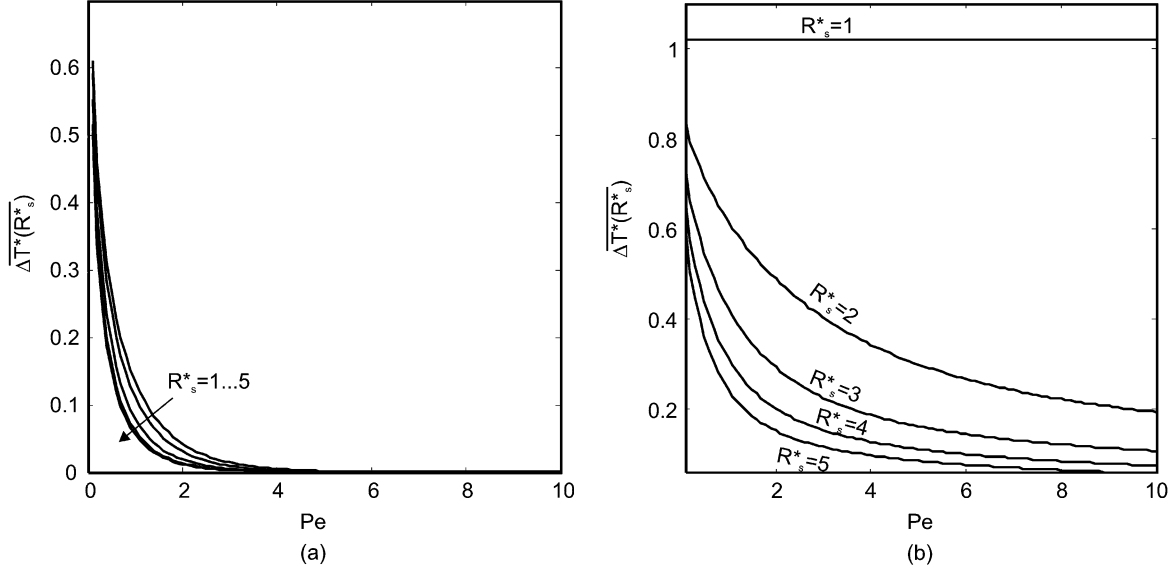 0.6
0.5
0.4
0.3
0.2
0.1
0
ΔT*(R*s)
R*s=1...5
0 2 4 6 8 10
Pe
(a)
1
0.8
0.6
0.4
0.2
ΔT*(R*s)
R*s=1
R*s=2
R*s=3
R*s=4
R*s=5
2 4 6 8 10
Pe
(b)